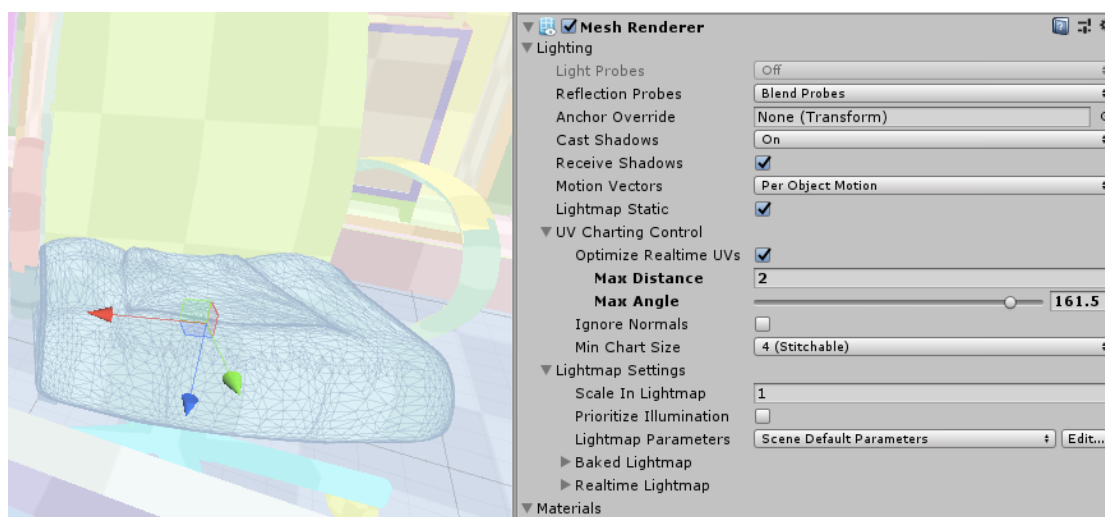 Mesh Renderer
Lighting
Light Probes Off
Reflection Probes Blend Probes
Anchor Override None (Transform)
Cast Shadows On
Receive Shadows
Motion Vectors Per Object Motion
Lightmap Static
UV Charting Control
Optimize Realtime UVs
Max Distance 2
Max Angle 161.5
Ignore Normals
Min Chart Size 4 (Stitchable)
Lightmap Settings
Scale In Lightmap 1
Prioritize Illumination
Lightmap Parameters Scene Default Parameters Edit...
Baked Lightmap
Realtime Lightmap
Materials